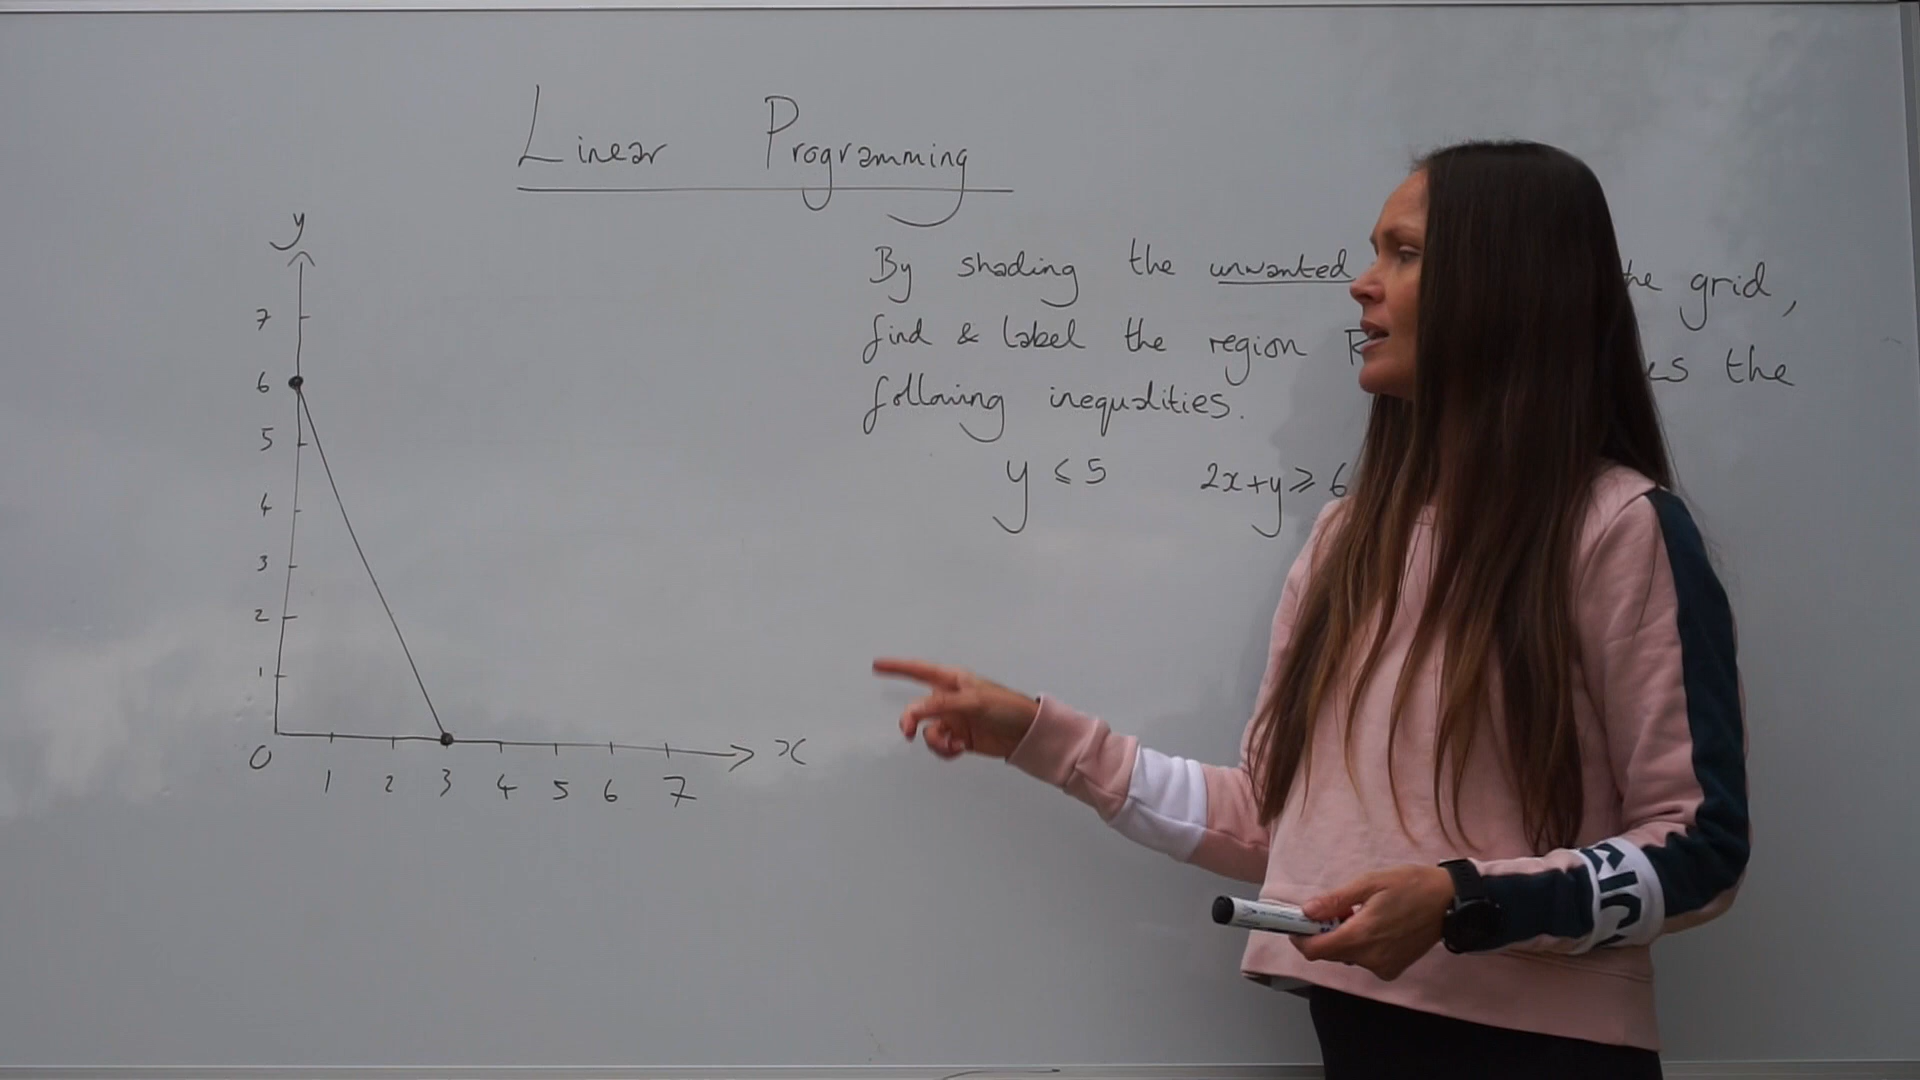 Linear Programming
y
By shading the unwanted the grid,
7
find & label the region the
6
following inequalities.
5
y ⩽ 5 2x+y ⩾ 6
4
3
2
1
0
x
1 2 3 4 5 6 7